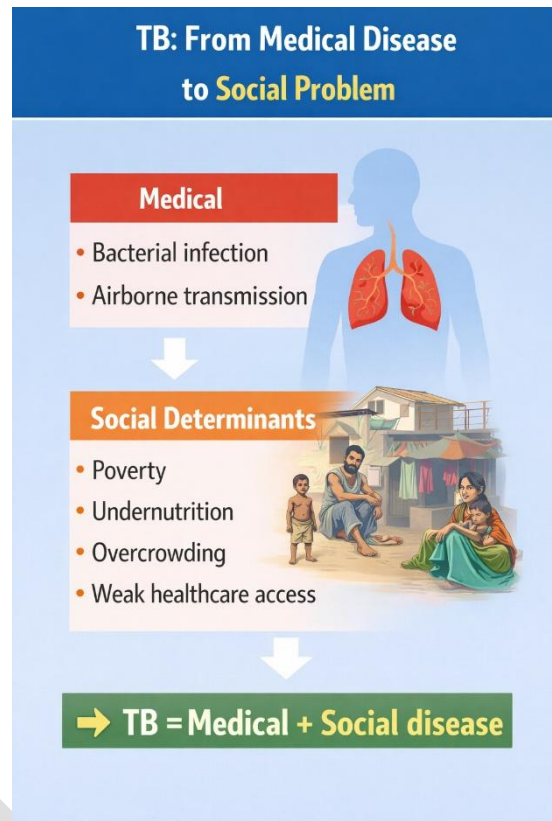 TB: From Medical Disease
to Social Problem
Medical
• Bacterial infection
• Airborne transmission
Social Determinants
• Poverty
• Undernutrition
• Overcrowding
• Weak healthcare access
➡ TB = Medical + Social disease